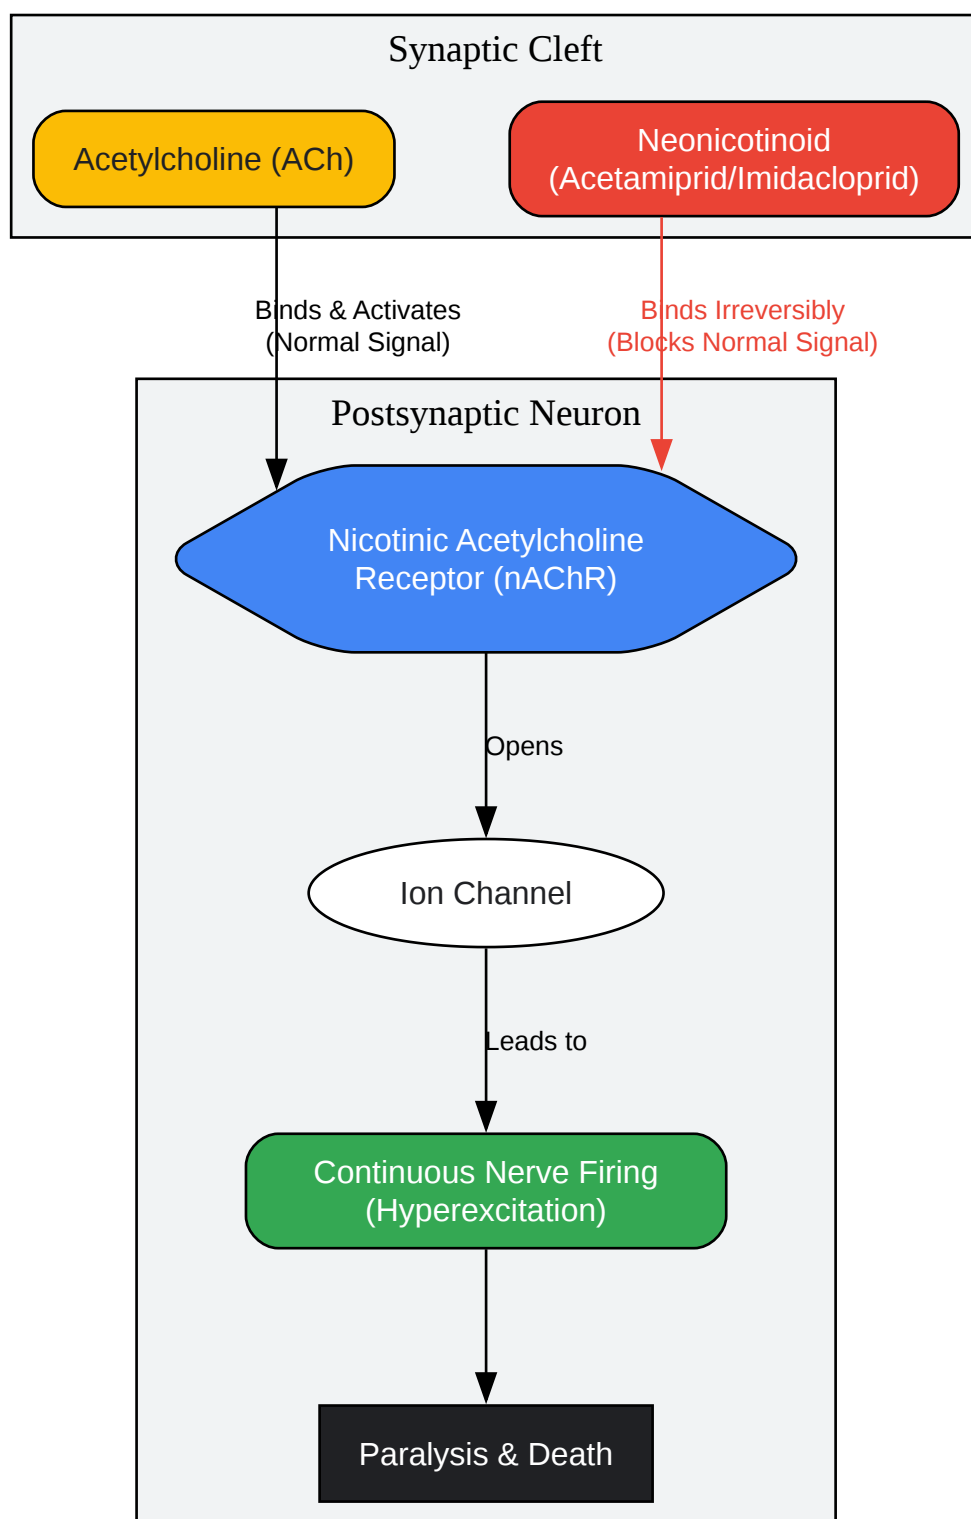 Synaptic Cleft
Acetylcholine (ACh)
Neonicotinoid
(Acetamiprid/Imidacloprid)
Binds & Activates
(Normal Signal)
Binds Irreversibly
(Blocks Normal Signal)
Postsynaptic Neuron
Nicotinic Acetylcholine
Receptor (nAChR)
Opens
Ion Channel
Leads to
Continuous Nerve Firing
(Hyperexcitation)
Paralysis & Death